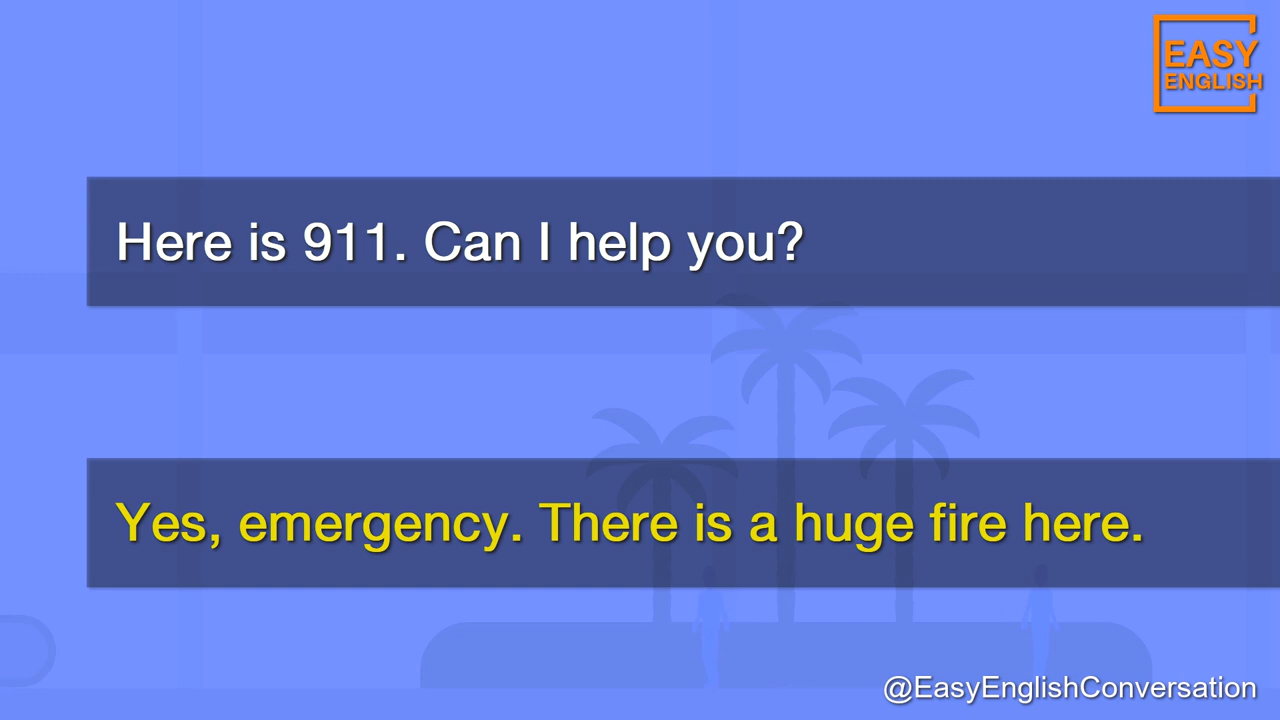 EASY
ENGLISH
Here is 911. Can I help you?
Yes, emergency. There is a huge fire here.
@EasyEnglishConversation